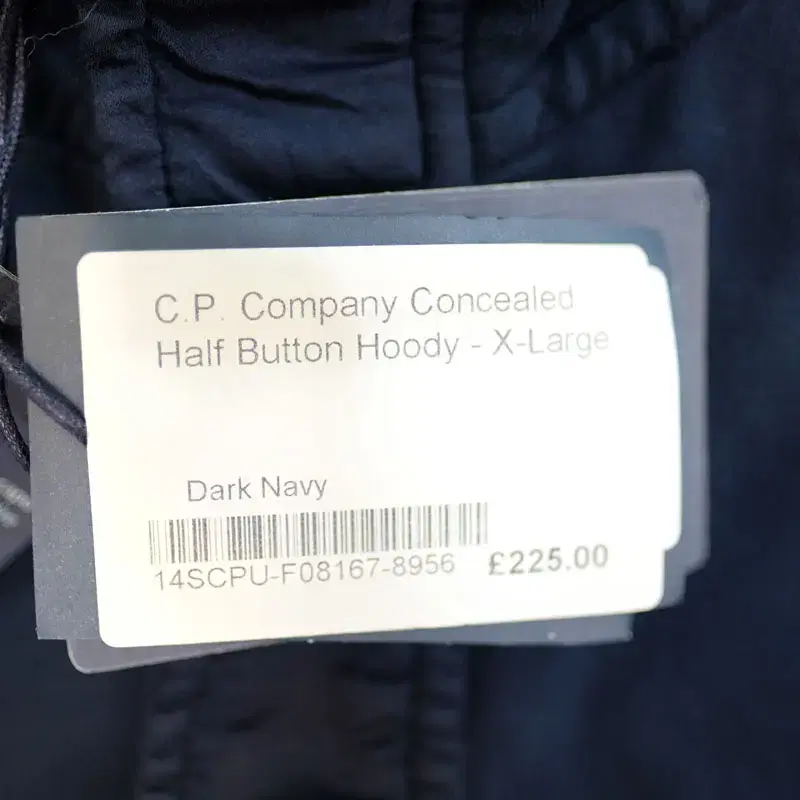 C.P. Company Concealed
Half Button Hoody - X-Large
Dark Navy
14SCPU-F08167-8956 £225.00